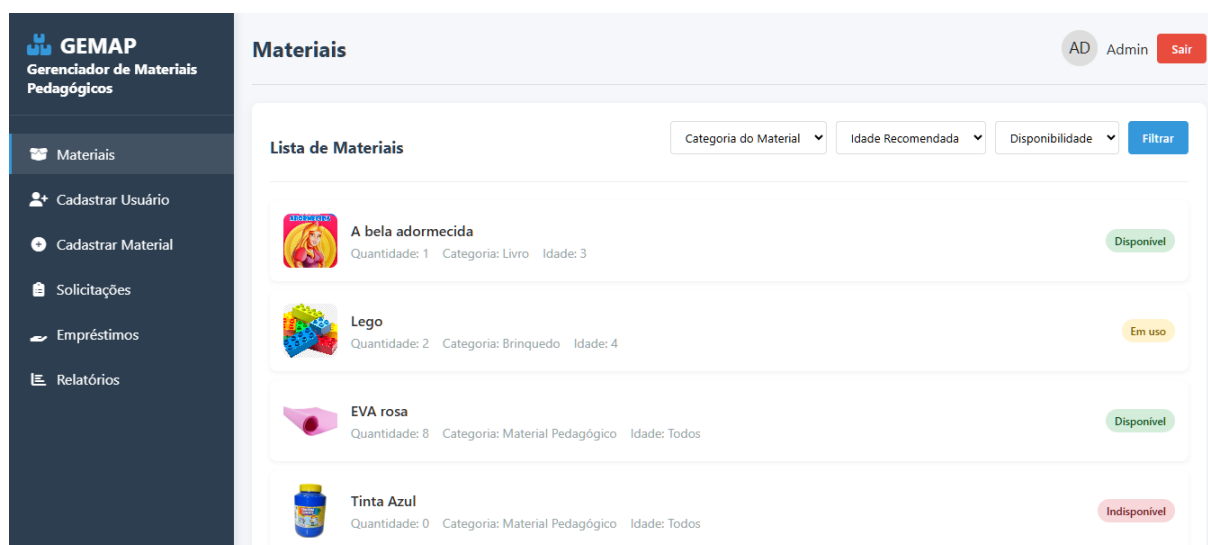 GEMAP
Gerenciador de Materiais
Pedagógicos
Materiais
Cadastrar Usuário
Cadastrar Material
Solicitações
Empréstimos
Relatórios
Materiais
AD Admin Sair
Lista de Materiais
Categoria do Material Idade Recomendada Disponibilidade Filtrar
A bela adormecida
Quantidade: 1 Categoria: Livro Idade: 3
Disponível
Lego
Quantidade: 2 Categoria: Brinquedo Idade: 4
Em uso
EVA rosa
Quantidade: 8 Categoria: Material Pedagógico Idade: Todos
Disponível
Tinta Azul
Quantidade: 0 Categoria: Material Pedagógico Idade: Todos
Indisponível